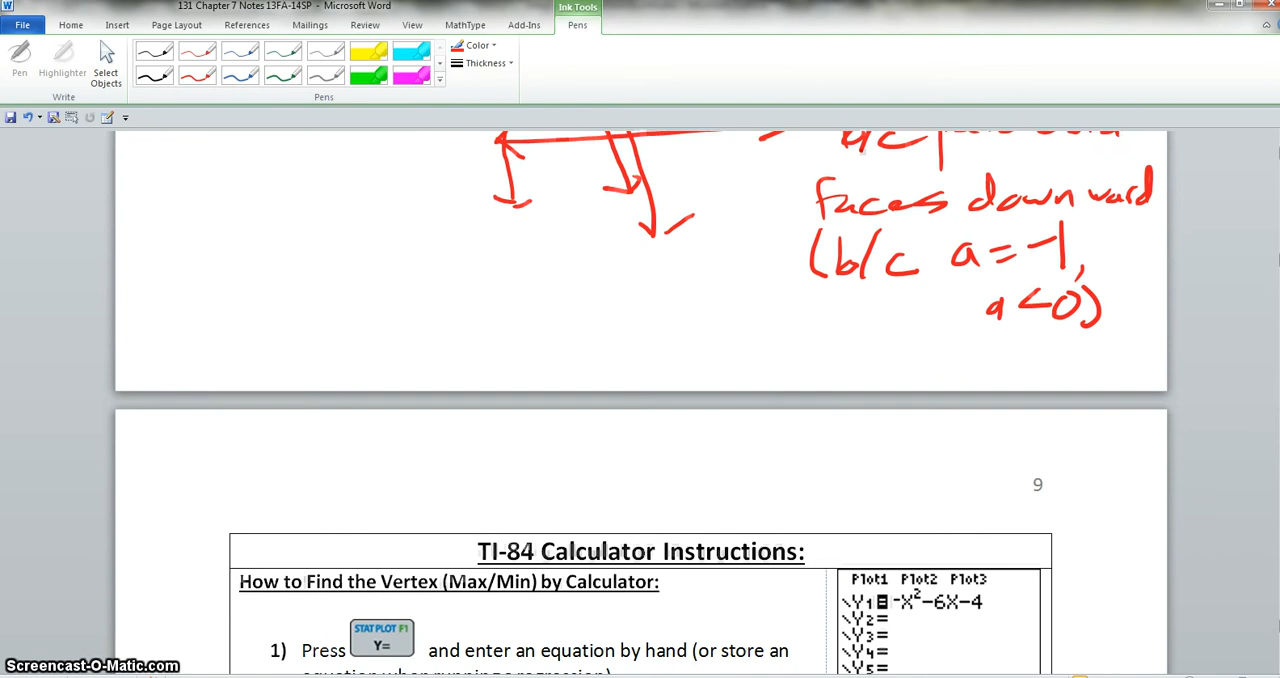 131 Chapter 7 Notes 13FA-14SP - Microsoft Word
Ink Tools
File Home Insert Page Layout References Mailings Review View MathType Add-Ins Pens
Pen Highlighter Select Objects
Color
Thickness
Write Pens
b/c
faces downward
(b/c a = -1,
a < 0)
9
TI-84 Calculator Instructions:
How to Find the Vertex (Max/Min) by Calculator:
Plot1 Plot2 Plot3
\Y1=-X²-6X-4
\Y2=
\Y3=
\Y4=
\Y5=
STAT PLOT F1
Y=
1) Press and enter an equation by hand (or store an
equation when running a regression)
Screencast-O-Matic.com